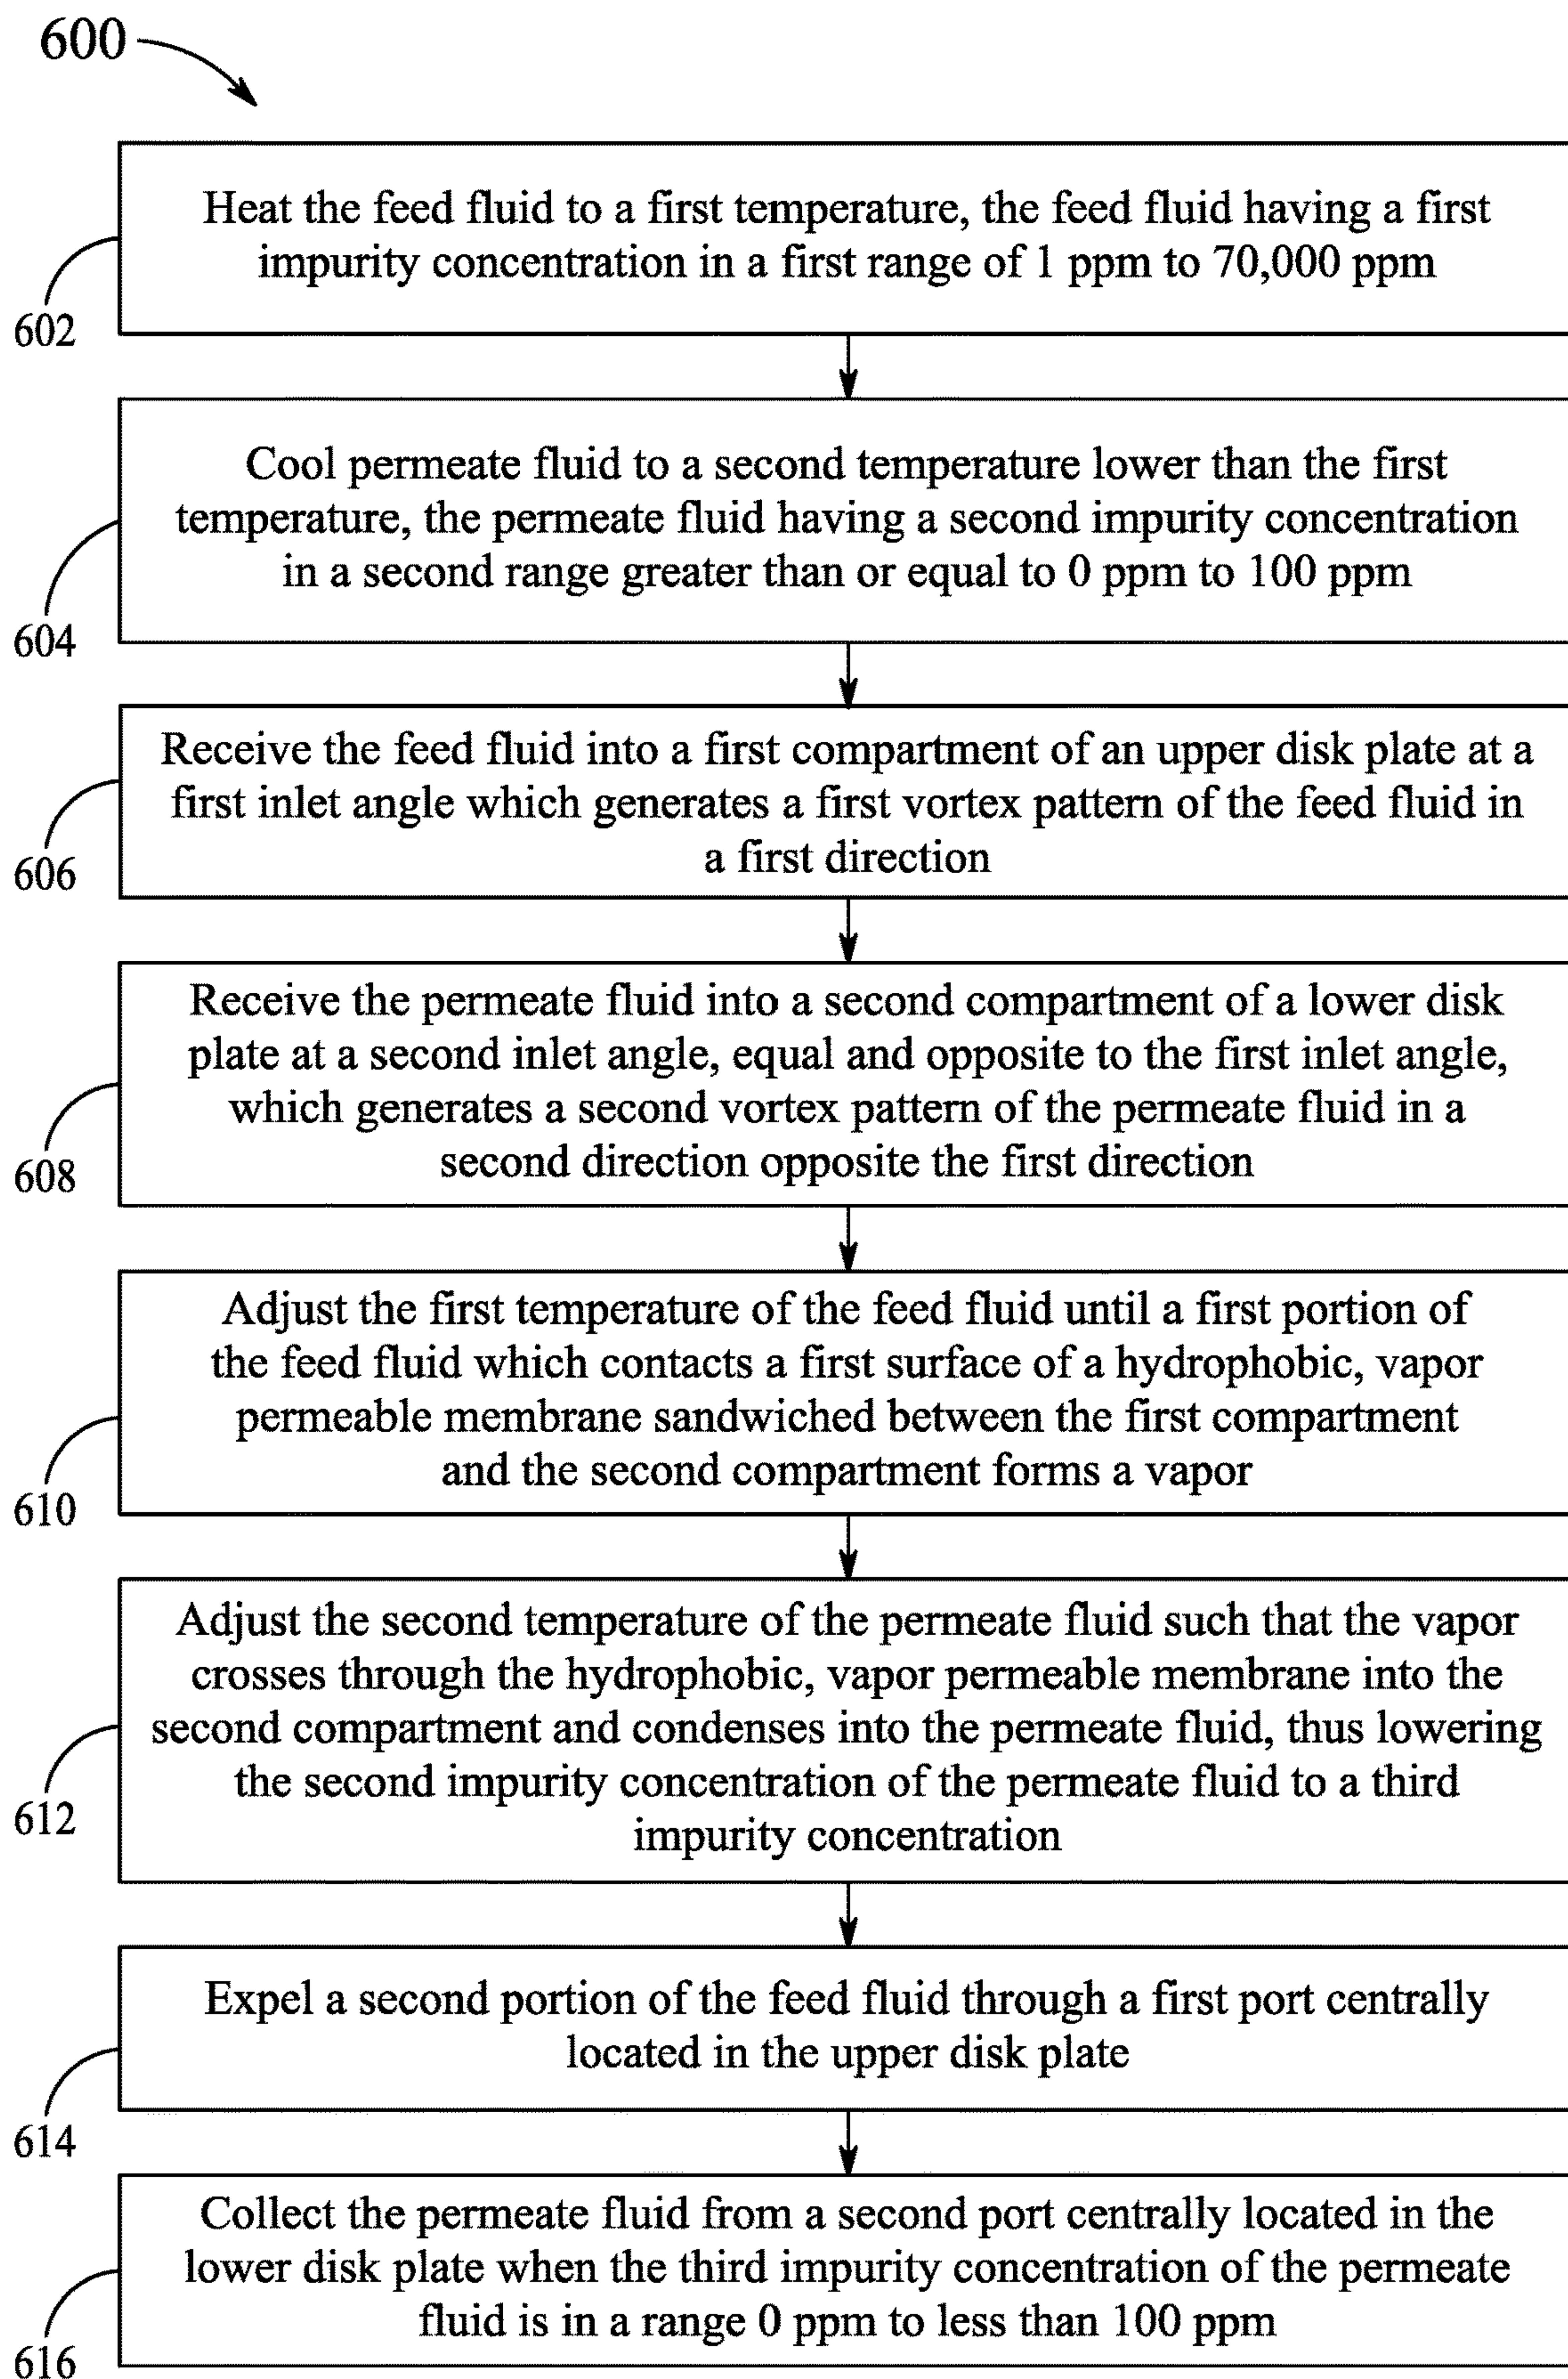 600
Heat the feed fluid to a first temperature, the feed fluid having a first
impurity concentration in a first range of 1 ppm to 70,000 ppm
602
Cool permeate fluid to a second temperature lower than the first
temperature, the permeate fluid having a second impurity concentration
in a second range greater than or equal to 0 ppm to 100 ppm
604
Receive the feed fluid into a first compartment of an upper disk plate at a
first inlet angle which generates a first vortex pattern of the feed fluid in
a first direction
606
Receive the permeate fluid into a second compartment of a lower disk
plate at a second inlet angle, equal and opposite to the first inlet angle,
which generates a second vortex pattern of the permeate fluid in a
second direction opposite the first direction
608
Adjust the first temperature of the feed fluid until a first portion of
the feed fluid which contacts a first surface of a hydrophobic, vapor
permeable membrane sandwiched between the first compartment
and the second compartment forms a vapor
610
Adjust the second temperature of the permeate fluid such that the vapor
crosses through the hydrophobic, vapor permeable membrane into the
second compartment and condenses into the permeate fluid, thus lowering
the second impurity concentration of the permeate fluid to a third
impurity concentration
612
Expel a second portion of the feed fluid through a first port centrally
located in the upper disk plate
614
Collect the permeate fluid from a second port centrally located in the
lower disk plate when the third impurity concentration of the permeate
fluid is in a range 0 ppm to less than 100 ppm
616